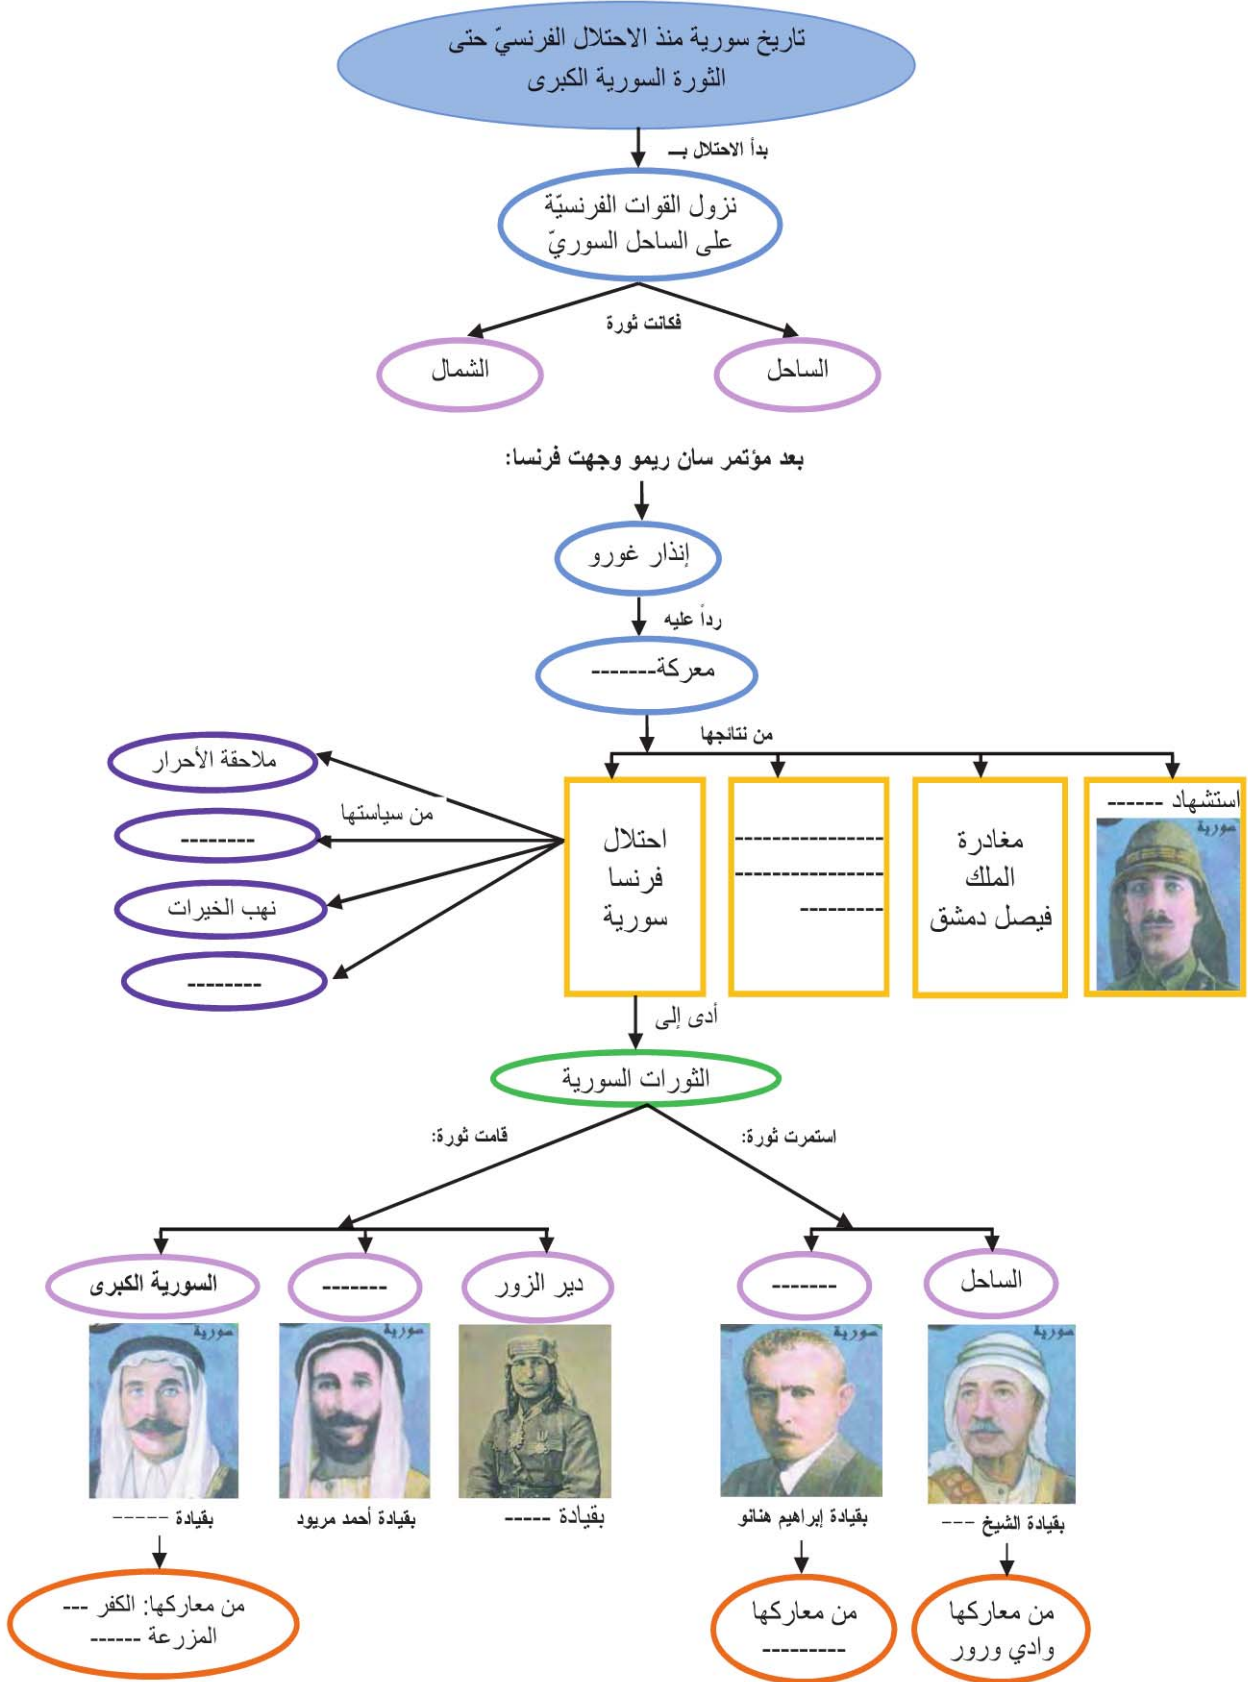 تاريخ سورية منذ الاحتلال الفرنسيّ حتى
الثورة السورية الكبرى
بدأ الاحتلال بـ
نزول القوات الفرنسيّة
على الساحل السوريّ
فكانت ثورة
الساحل
الشمال
بعد مؤتمر سان ريمو وجهت فرنسا:
إنذار غورو
رداً عليه
معركة-------
من نتائجها
استشهاد ------
سورية
مغادرة
الملك
فيصل دمشق
----------------
----------------
---------
احتلال
فرنسا
سورية
من سياستها
ملاحقة الأحرار
--------
نهب الخيرات
--------
أدى إلى
الثورات السورية
استمرت ثورة:
قامت ثورة:
الساحل
-------
دير الزور
-------
السورية الكبرى
سورية
سورية
سورية
سورية
بقيادة الشيخ ---
بقيادة إبراهيم هنانو
بقيادة -----
بقيادة أحمد مريود
بقيادة -----
من معاركها
وادي ورور
من معاركها
---------
من معاركها: الكفر ---
المزرعة ------